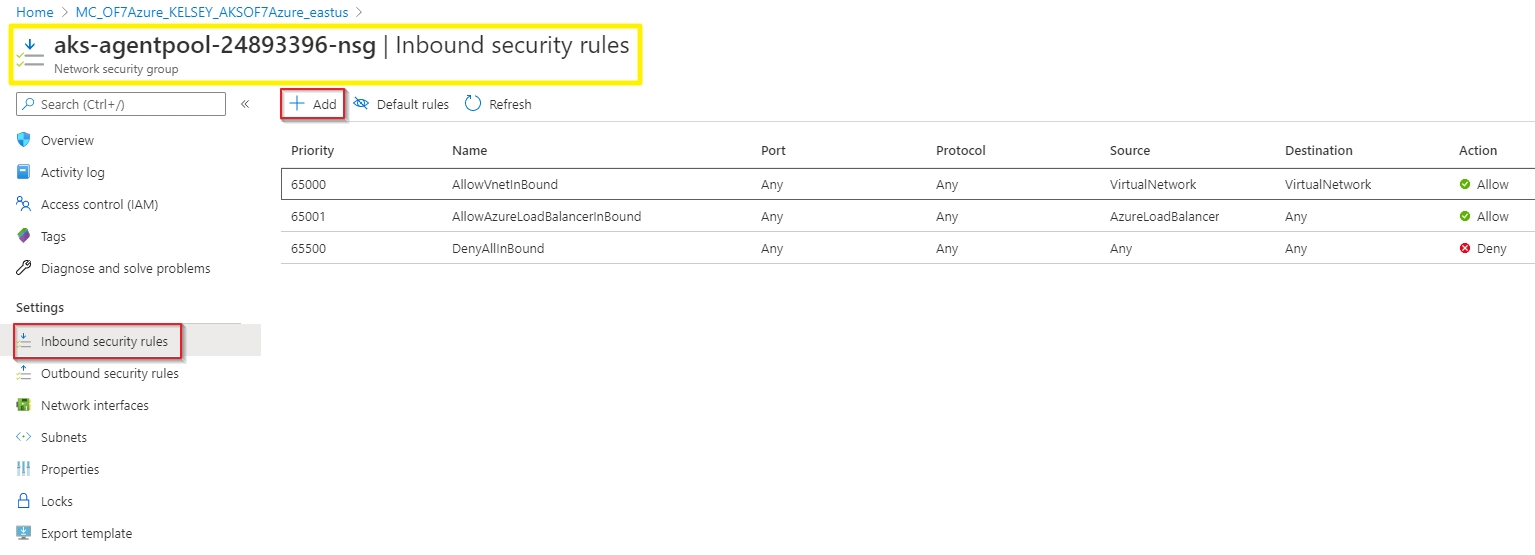 Home > MC_OF7Azure_KELSEY_AKSOF7Azure_eastus >
aks-agentpool-24893396-nsg | Inbound security rules
Network security group
Search (Ctrl+/) «
+ Add Default rules Refresh
Overview
Activity log
Access control (IAM)
Tags
Diagnose and solve problems
Settings
Inbound security rules
Outbound security rules
Network interfaces
Subnets
Properties
Locks
Export template
Priority Name Port Protocol Source Destination Action
65000 AllowVnetInBound Any Any VirtualNetwork VirtualNetwork Allow
65001 AllowAzureLoadBalancerInBound Any Any AzureLoadBalancer Any Allow
65500 DenyAllInBound Any Any Any Any Deny